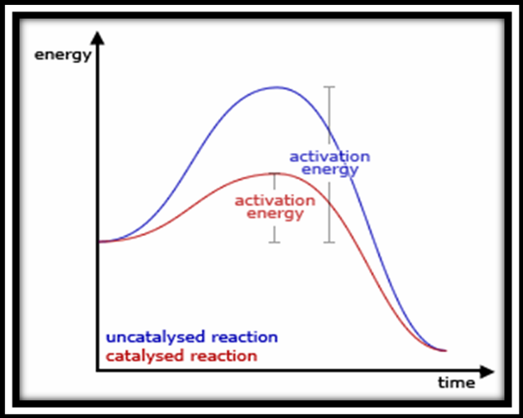 energy
activation
energy
activation
energy
uncatalysed reaction
catalysed reaction
time